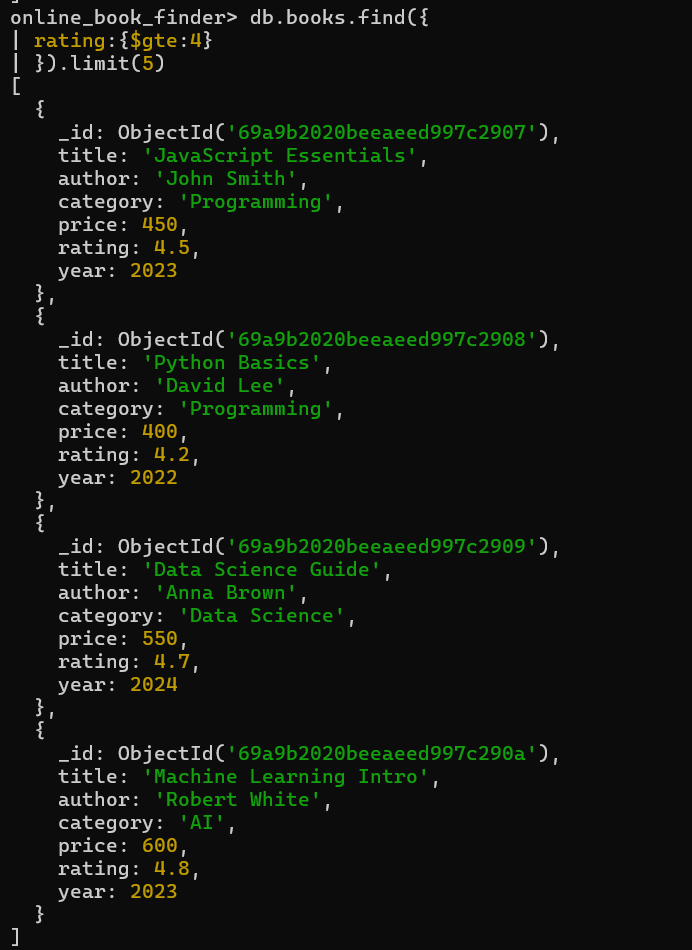 ]
online_book_finder> db.books.find({
| rating:{$gte:4}
| }).limit(5)
[
  {
    _id: ObjectId('69a9b2020beeaeed997c2907'),
    title: 'JavaScript Essentials',
    author: 'John Smith',
    category: 'Programming',
    price: 450,
    rating: 4.5,
    year: 2023
  },
  {
    _id: ObjectId('69a9b2020beeaeed997c2908'),
    title: 'Python Basics',
    author: 'David Lee',
    category: 'Programming',
    price: 400,
    rating: 4.2,
    year: 2022
  },
  {
    _id: ObjectId('69a9b2020beeaeed997c2909'),
    title: 'Data Science Guide',
    author: 'Anna Brown',
    category: 'Data Science',
    price: 550,
    rating: 4.7,
    year: 2024
  },
  {
    _id: ObjectId('69a9b2020beeaeed997c290a'),
    title: 'Machine Learning Intro',
    author: 'Robert White',
    category: 'AI',
    price: 600,
    rating: 4.8,
    year: 2023
  }
]